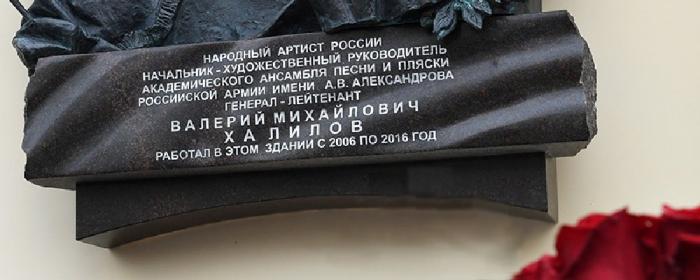 НАРОДНЫЙ АРТИСТ РОССИИ
НАЧАЛЬНИК - ХУДОЖЕСТВЕННЫЙ РУКОВОДИТЕЛЬ
АКАДЕМИЧЕСКОГО АНСАМБЛЯ ПЕСНИ И ПЛЯСКИ
РОССИЙСКОЙ АРМИИ ИМЕНИ А.В. АЛЕКСАНДРОВА
ГЕНЕРАЛ - ЛЕЙТЕНАНТ
ВАЛЕРИЙ МИХАЙЛОВИЧ
ХАЛИЛОВ
РАБОТАЛ В ЭТОМ ЗДАНИИ С 2006 ПО 2016 ГОД